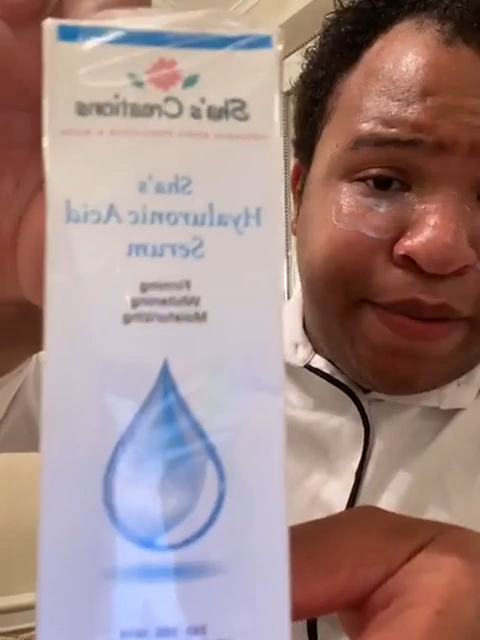 Sha's Creations
Sha's
Hyaluronic Acid
Serum
Firming
Whitening
Moisturizing